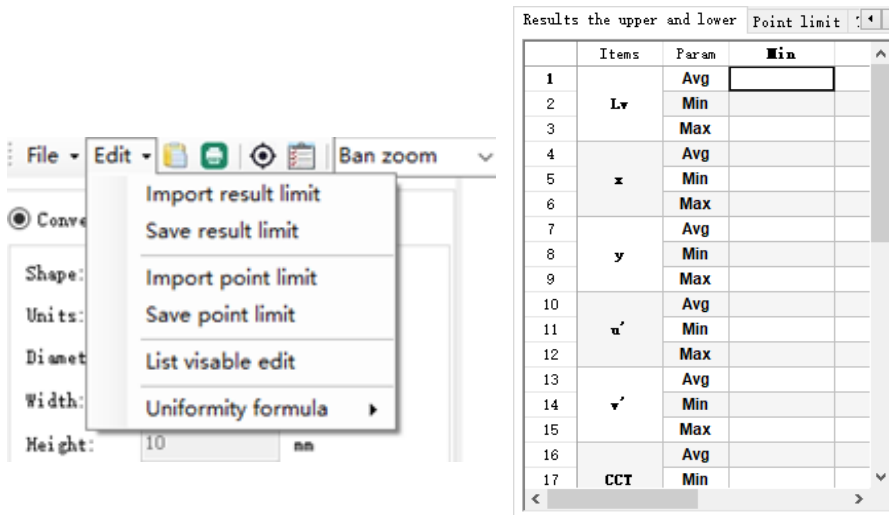 File Edit Ban zoom
Import result limit
Save result limit
Import point limit
Save point limit
List visable edit
Uniformity formula
Conve
Shape:
Units:
Diamet
Width:
Height: 10 mm
Results the upper and lower Point limit
Items Param Min
1 Avg
2 Lv Min
3 Max
4 Avg
5 x Min
6 Max
7 Avg
8 y Min
9 Max
10 Avg
11 u' Min
12 Max
13 Avg
14 v' Min
15 Max
16 Avg
17 CCT Min